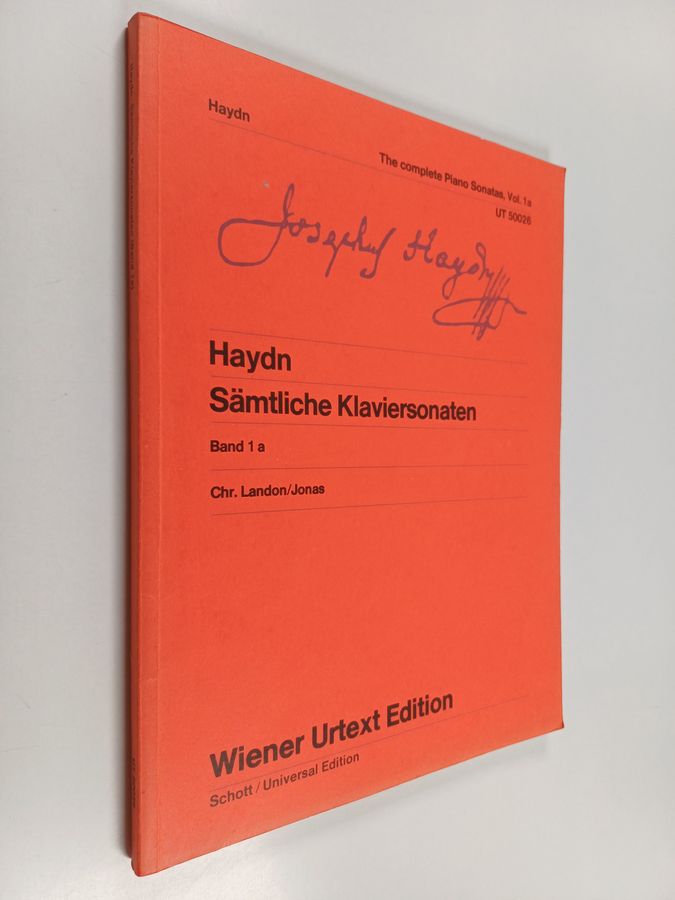 Haydn
The complete Piano Sonatas, Vol. 1a
UT 50026
Joseph Haydn
Haydn
Sämtliche Klaviersonaten
Band 1 a
Chr. Landon/Jonas
Wiener Urtext Edition
Schott / Universal Edition